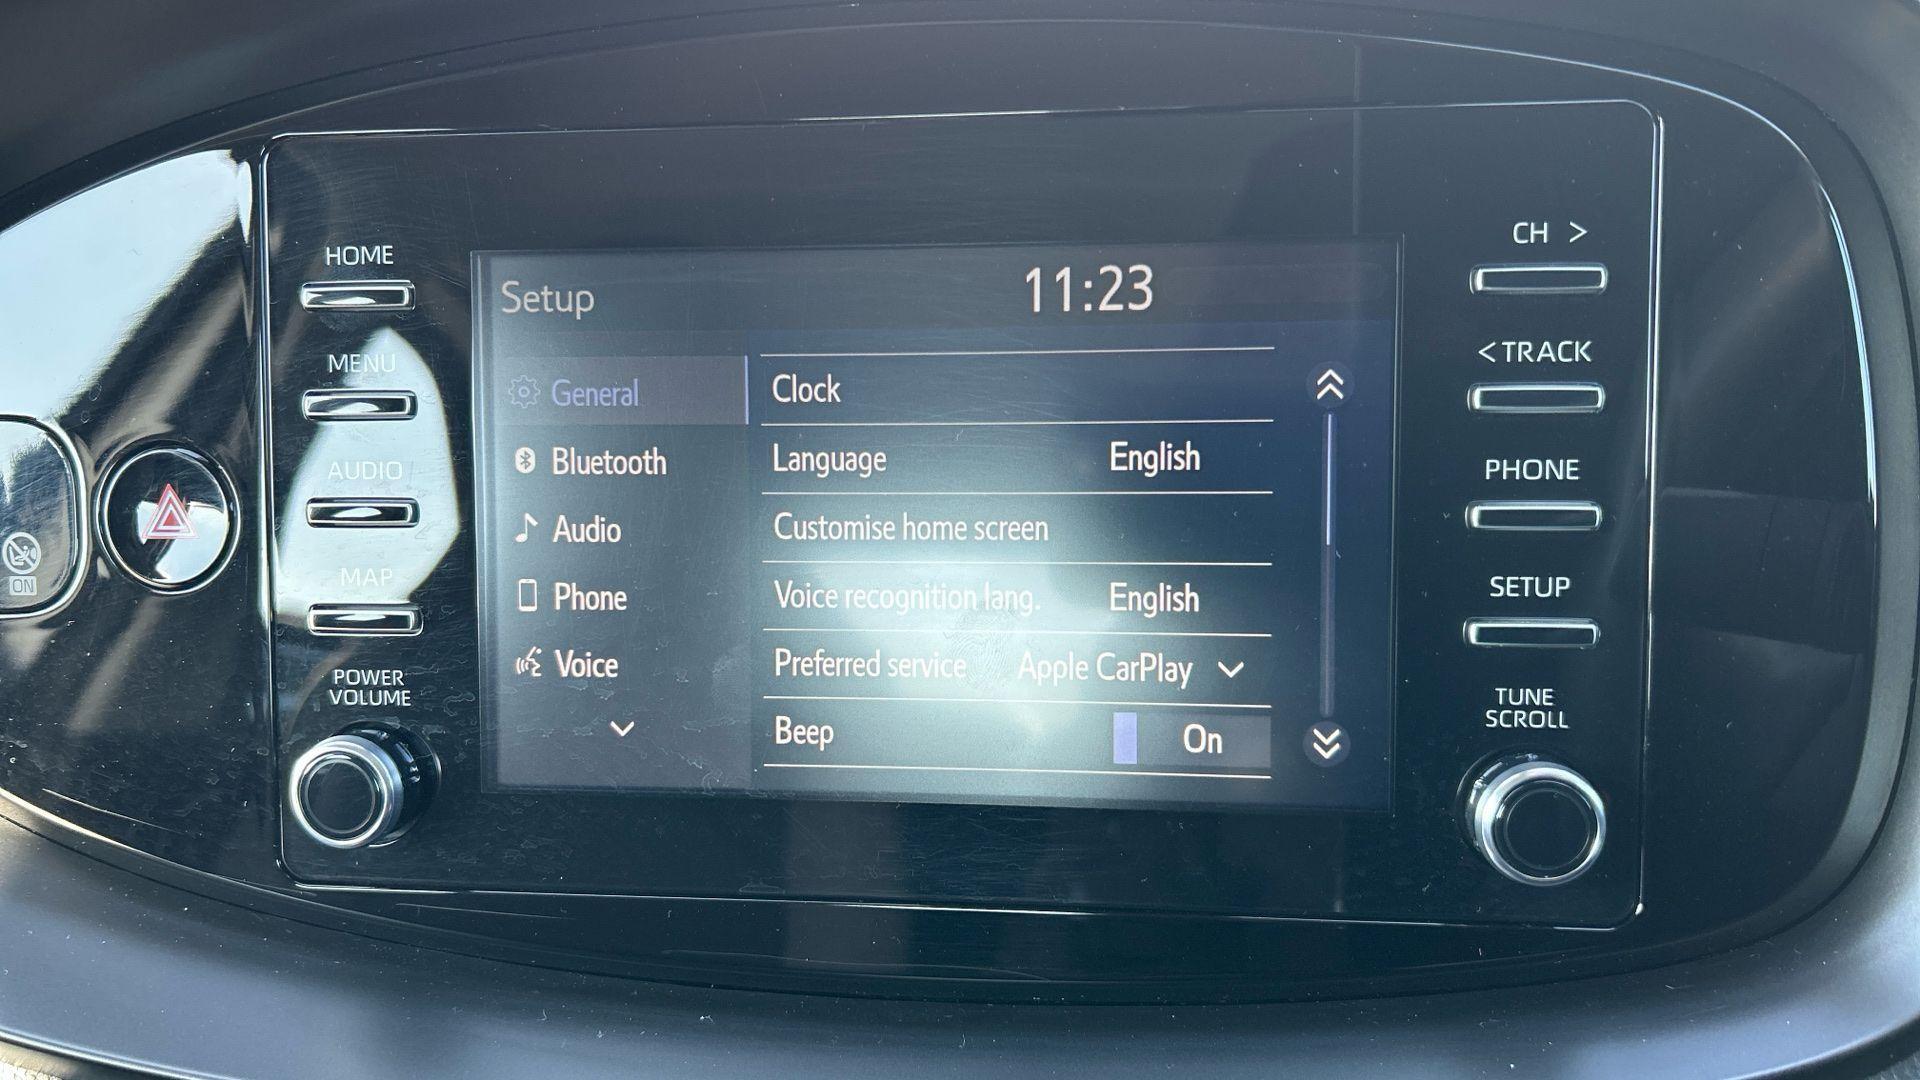 HOME
MENU
AUDIO
MAP
POWER
VOLUME
ON
Setup
11:23
General
Bluetooth
Audio
Phone
Voice
Clock
Language English
Customise home screen
Voice recognition lang. English
Preferred service Apple CarPlay
Beep On
CH >
< TRACK
PHONE
SETUP
TUNE
SCROLL